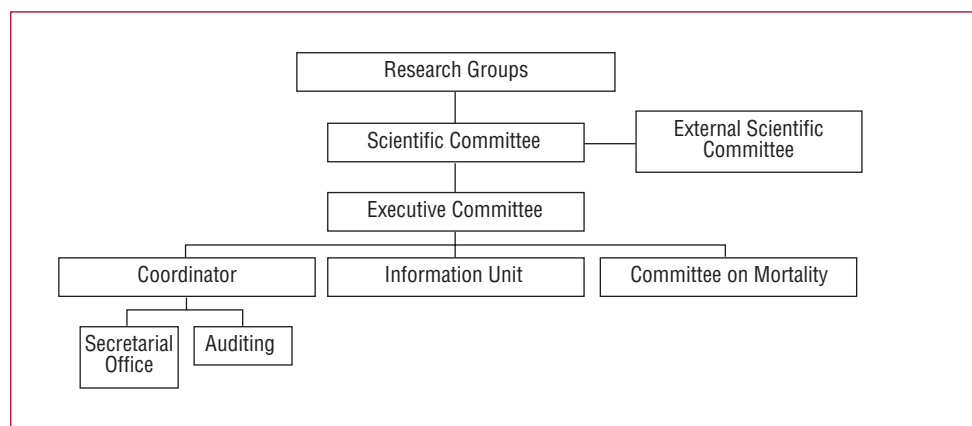 Research Groups
Scientific Committee
External Scientific
Committee
Executive Committee
Coordinator
Information Unit
Committee on Mortality
Secretarial
Office
Auditing